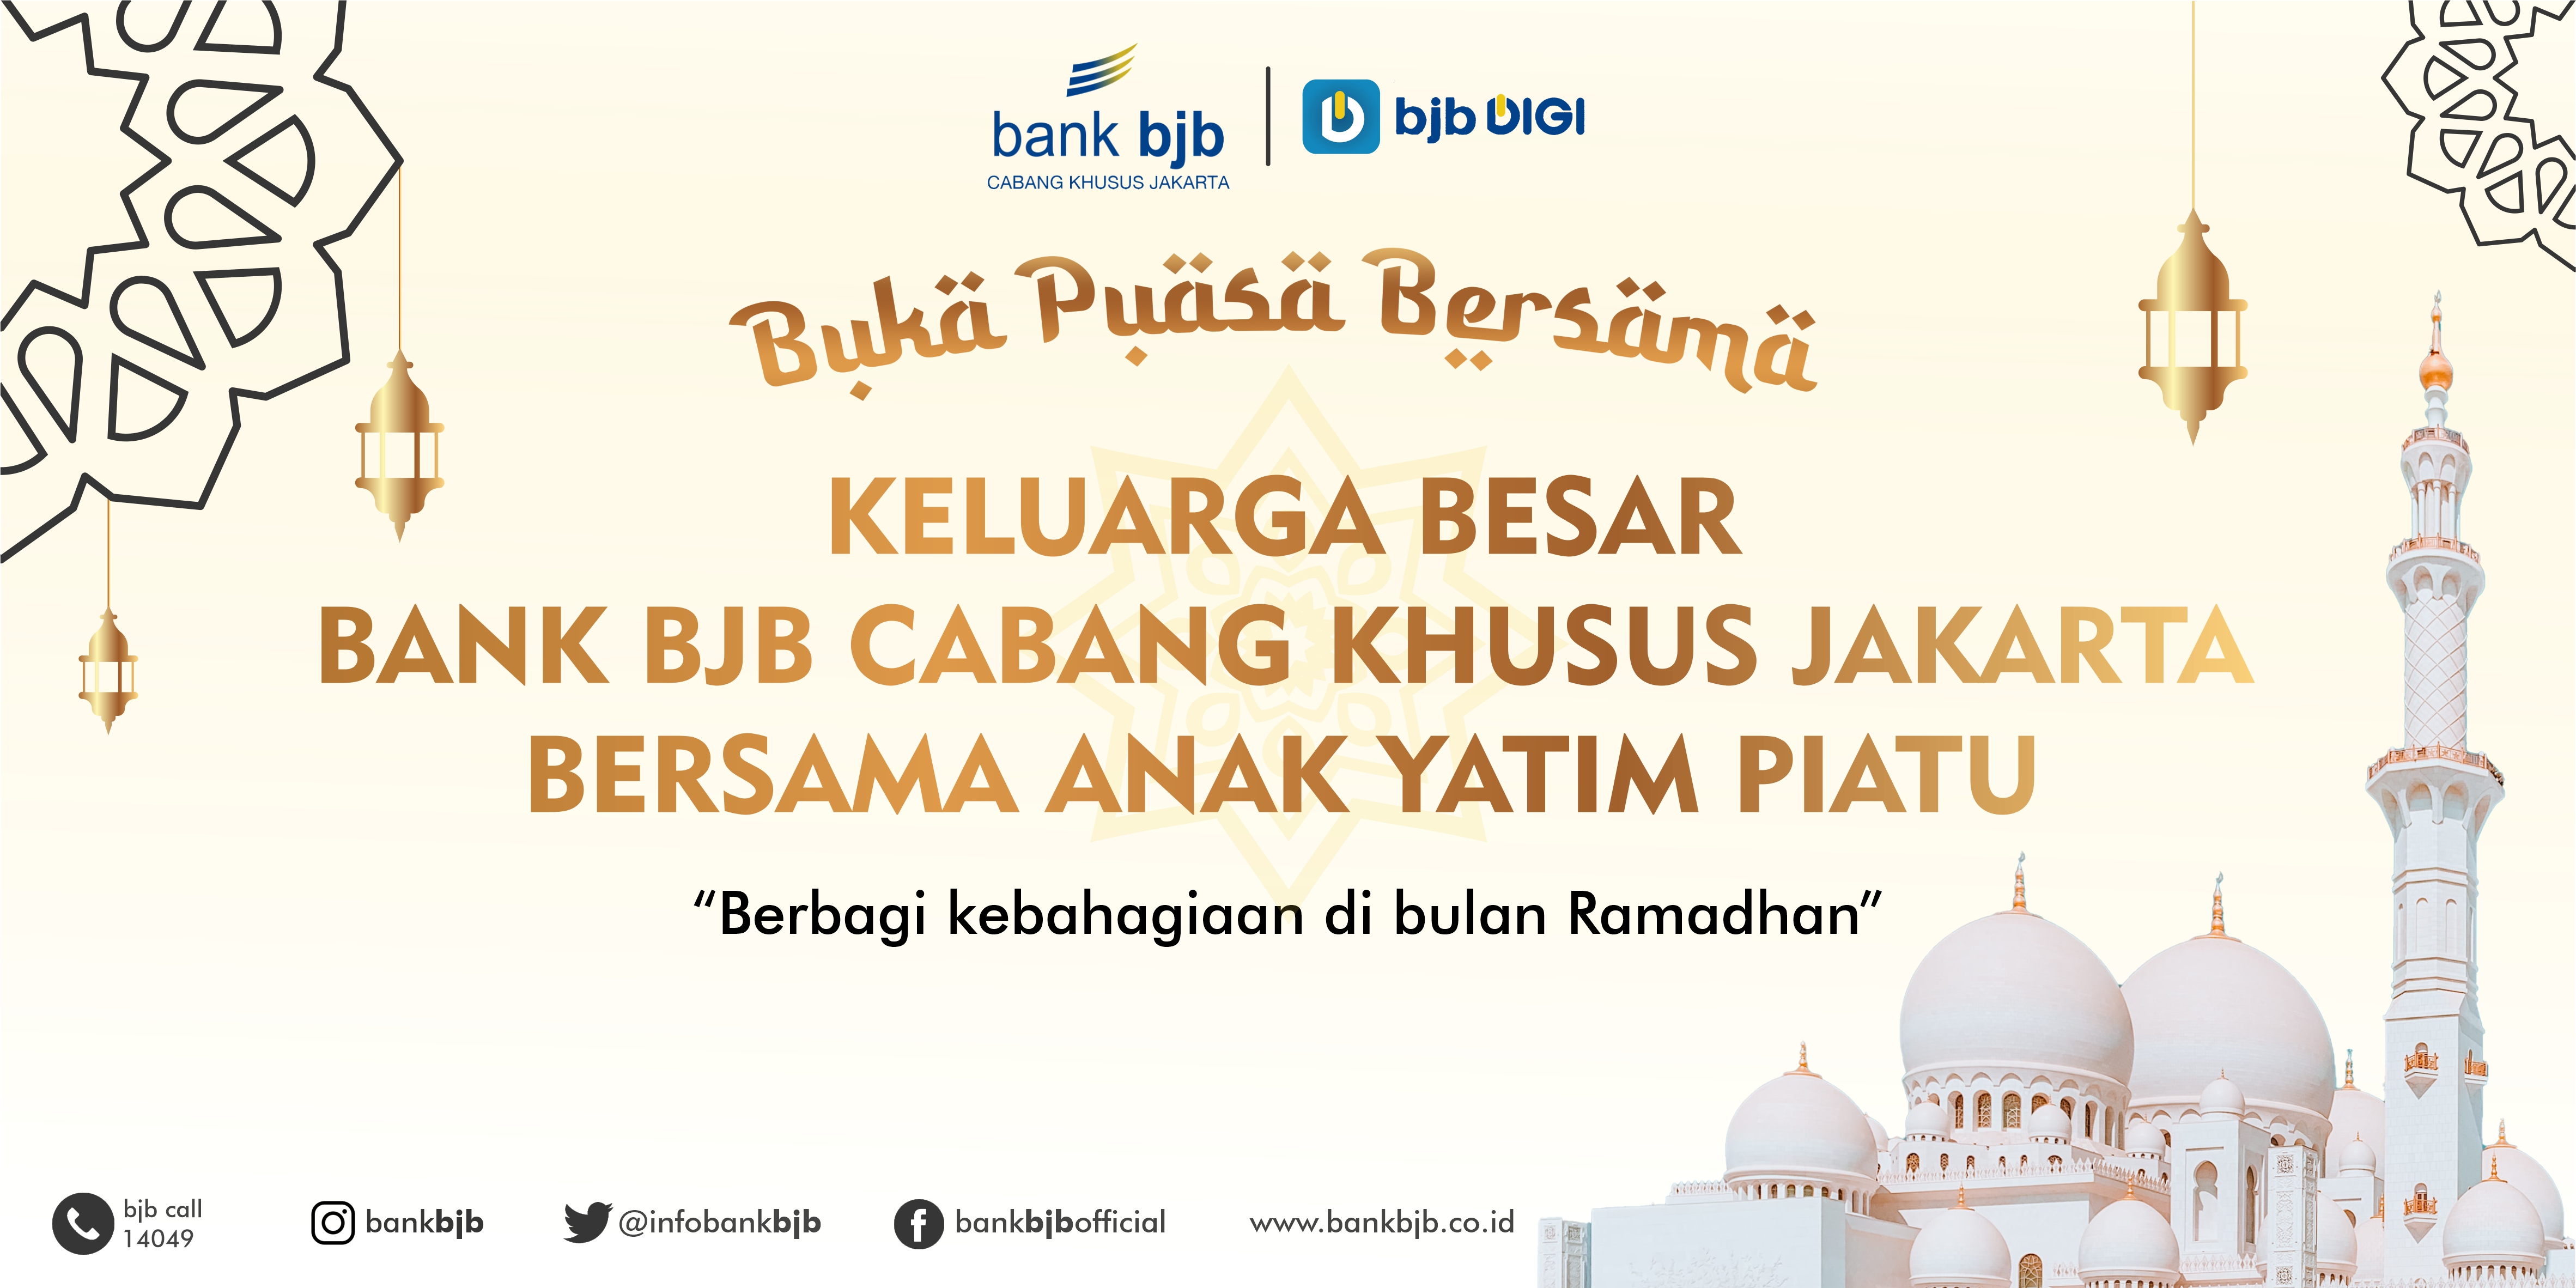 bank bjb
CABANG KHUSUS JAKARTA
bjb DIGI
Buka Puasa Bersama
KELUARGA BESAR
BANK BJB CABANG KHUSUS JAKARTA
BERSAMA ANAK YATIM PIATU
“Berbagi kebahagiaan di bulan Ramadhan”
bjb call
14049
bankbjb
@infobankbjb
bankbjbofficial
www.bankbjb.co.id